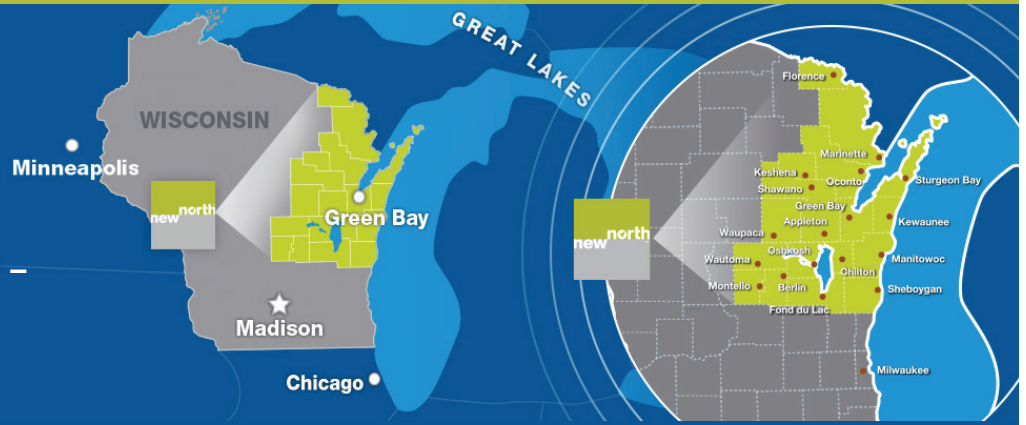 GREAT LAKES
WISCONSIN
Minneapolis
new north
Green Bay
Madison
Chicago
Florence
Marinette
Keshena
Oconto
Shawano
Sturgeon Bay
Green Bay
Appleton
Kewaunee
Waupaca
new north
Oshkosh
Wautoma
Manitowoc
Chilton
Montello
Berlin
Sheboygan
Fond du Lac
Milwaukee